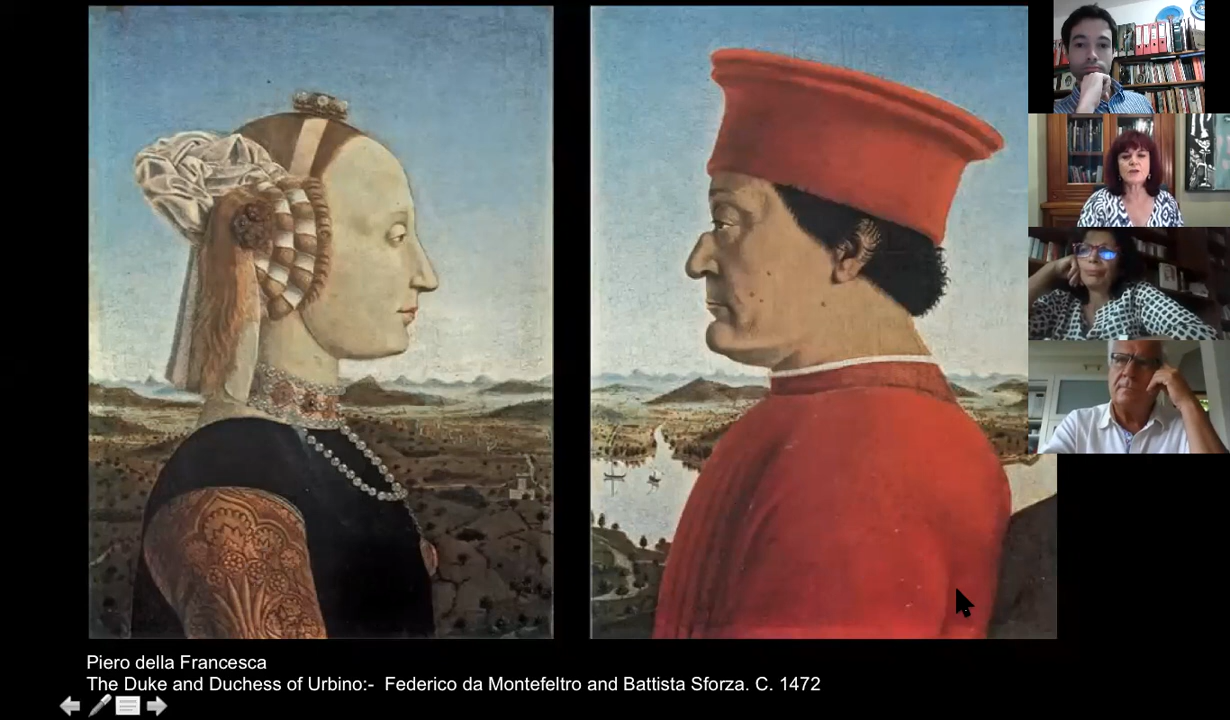 Piero della Francesca
The Duke and Duchess of Urbino:-  Federico da Montefeltro and Battista Sforza. C. 1472